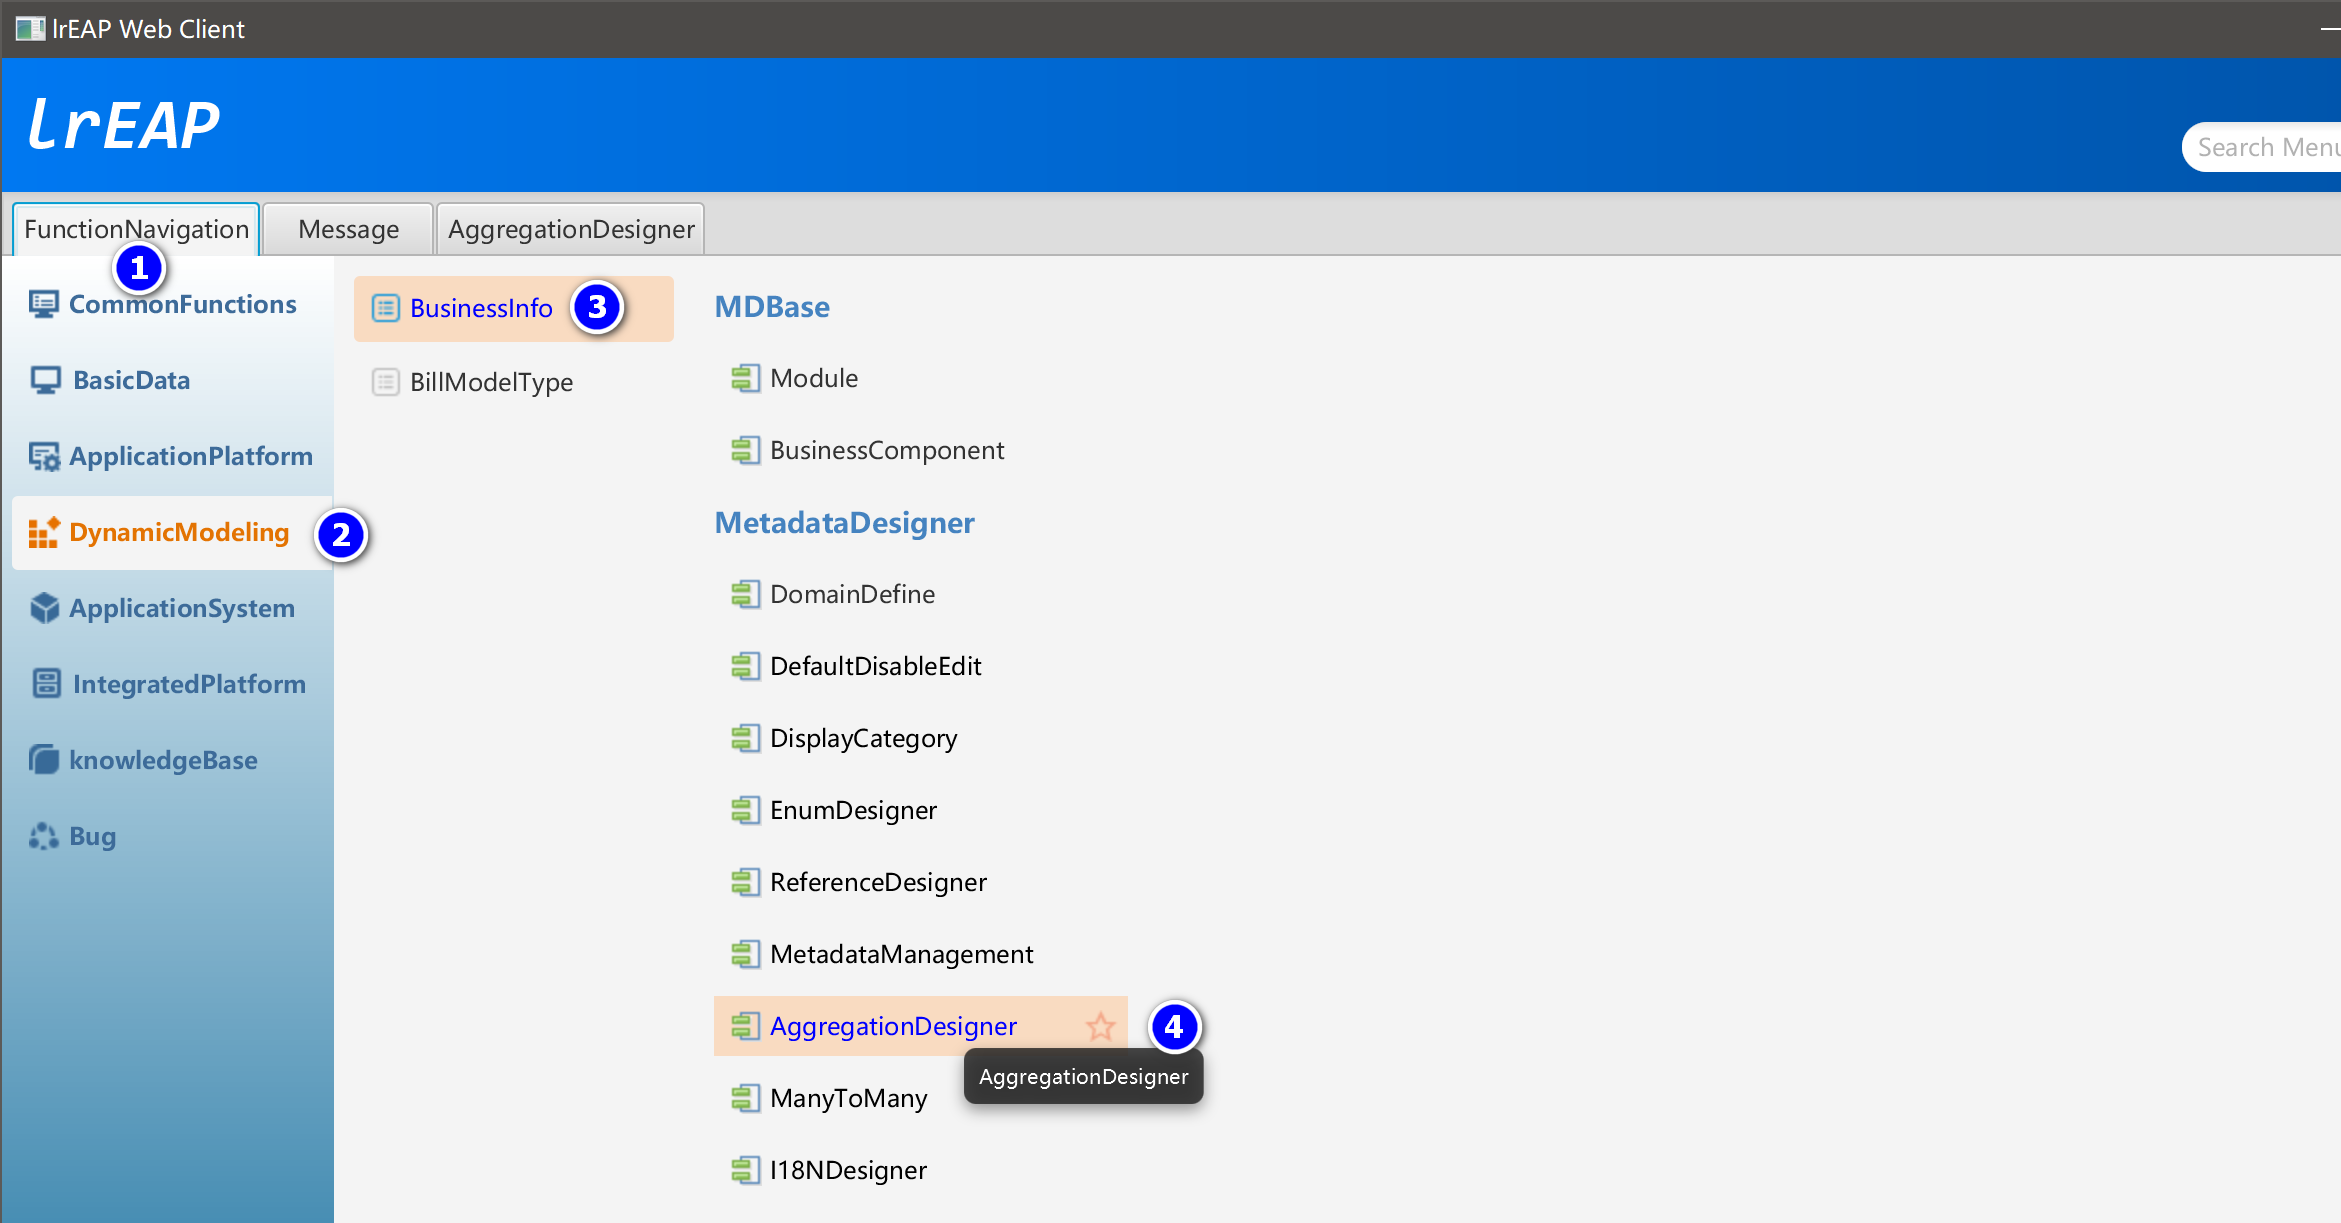 lrEAP Web Client
lrEAP
Search Menu
FunctionNavigation
Message
AggregationDesigner
1
CommonFunctions
BasicData
ApplicationPlatform
DynamicModeling
2
ApplicationSystem
IntegratedPlatform
knowledgeBase
Bug
BusinessInfo
3
BillModelType
MDBase
Module
BusinessComponent
MetadataDesigner
DomainDefine
DefaultDisableEdit
DisplayCategory
EnumDesigner
ReferenceDesigner
MetadataManagement
AggregationDesigner
4
AggregationDesigner
ManyToMany
I18NDesigner